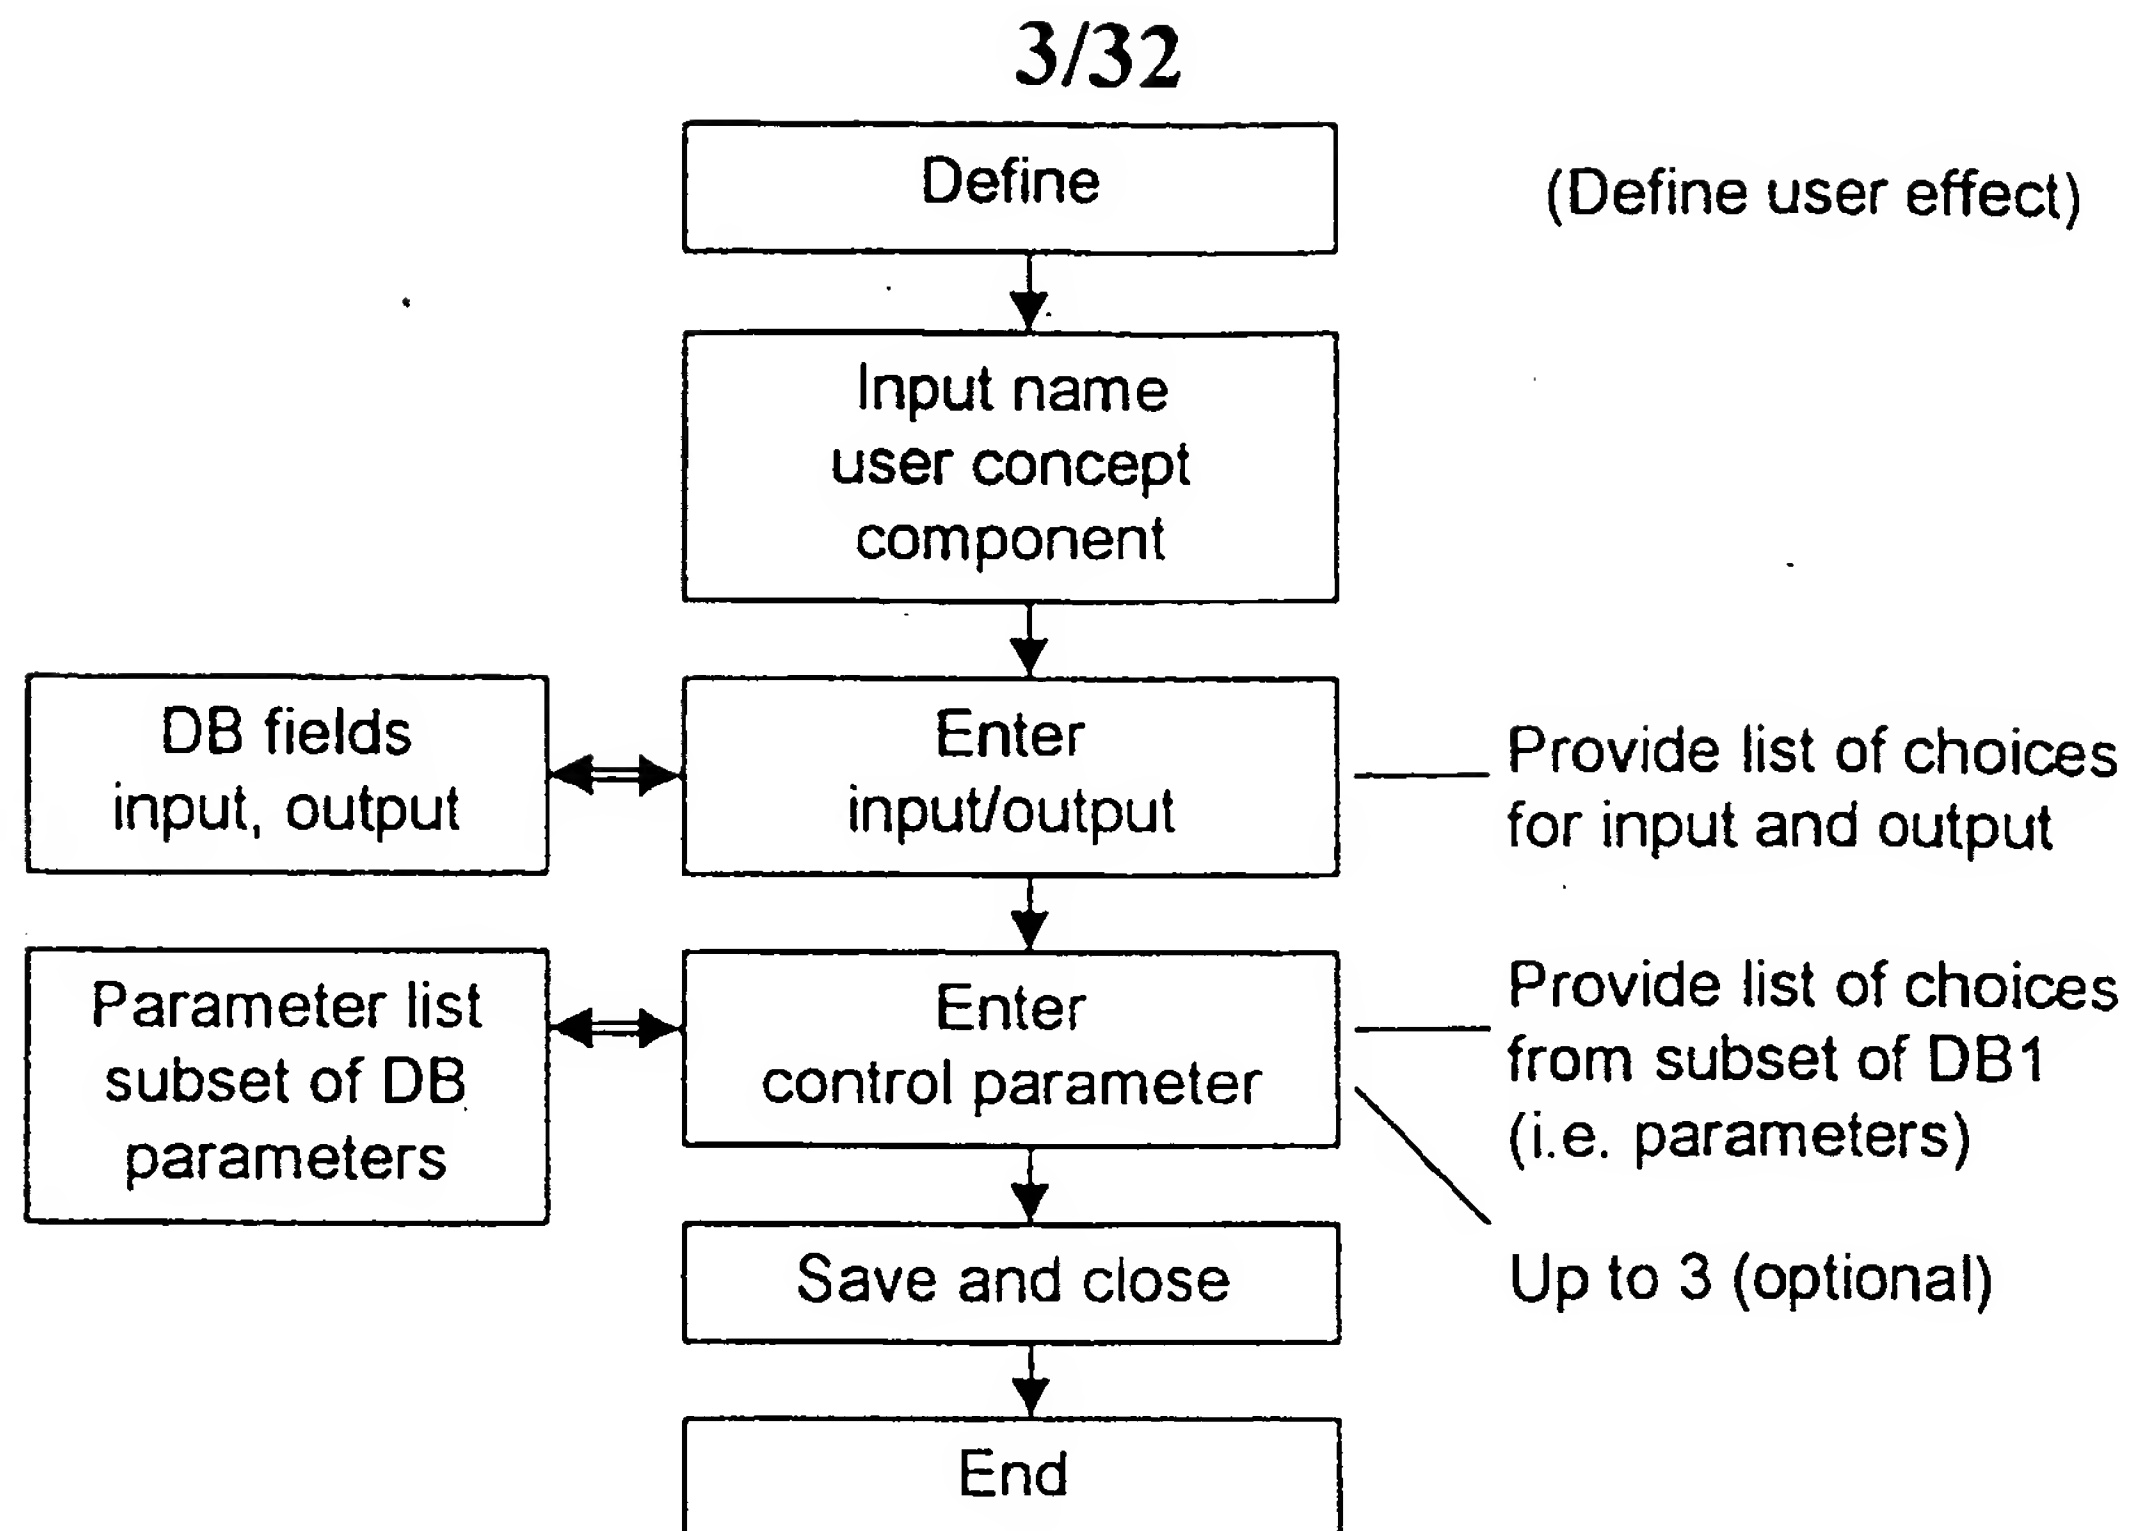 3/32
Define
(Define user effect)
Input name
user concept
component
DB fields
input, output
Enter
input/output
Provide list of choices
for input and output
Parameter list
subset of DB
parameters
Enter
control parameter
Provide list of choices
from subset of DB1
(i.e. parameters)
Up to 3 (optional)
Save and close
End